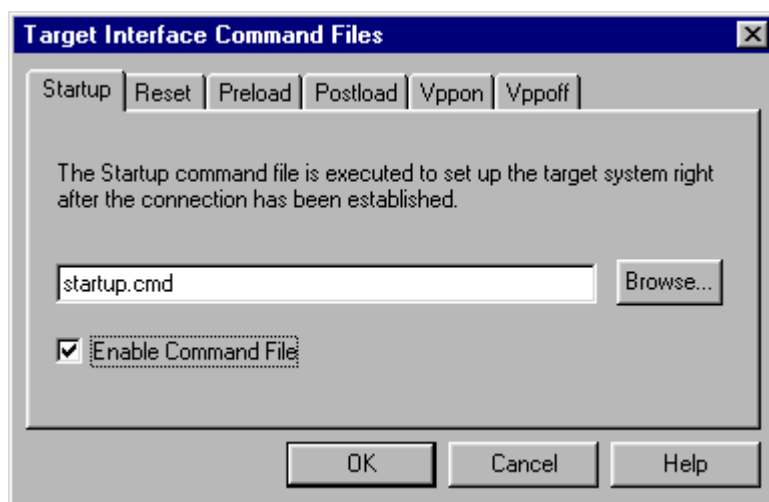 Target Interface Command Files
Startup Reset Preload Postload Vppon Vppoff
The Startup command file is executed to set up the target system right
after the connection has been established.
startup.cmd Browse...
Enable Command File
OK Cancel Help